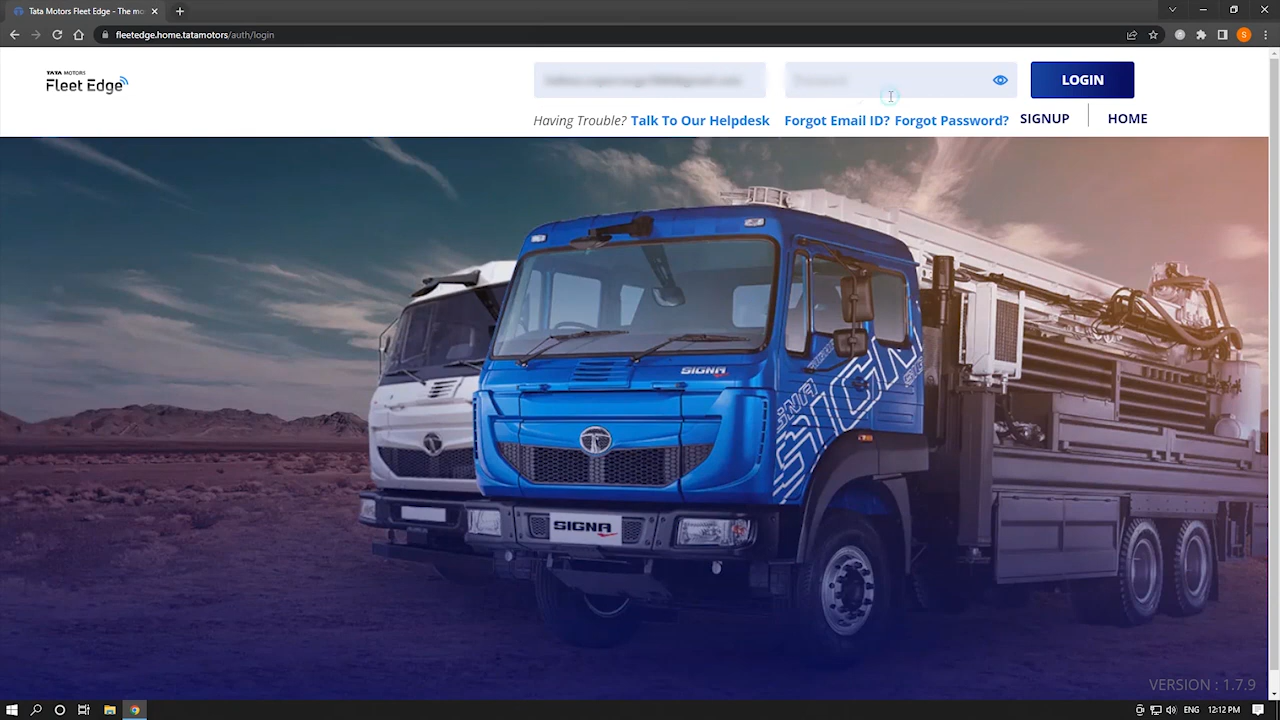 Tata Motors Fleet Edge - The mo
fleetedge.home.tatamotors/auth/login
S
TATA MOTORS
Fleet Edge
LOGIN
Having Trouble? Talk To Our Helpdesk
Forgot Email ID? Forgot Password?
SIGNUP
HOME
SIGNA
SIGNA
SIGNA
SIGNA
VERSION : 1.7.9
ENG
12:12 PM